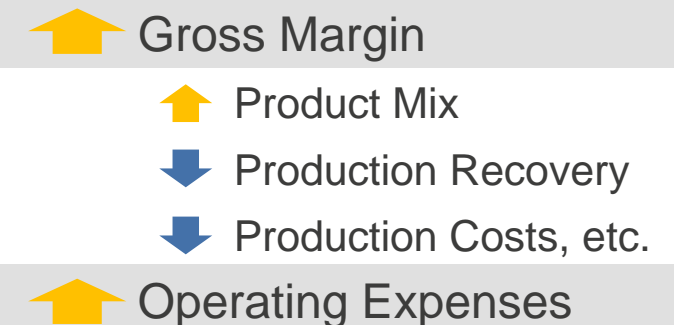 Gross Margin
Product Mix
Production Recovery
Production Costs, etc.
Operating Expenses